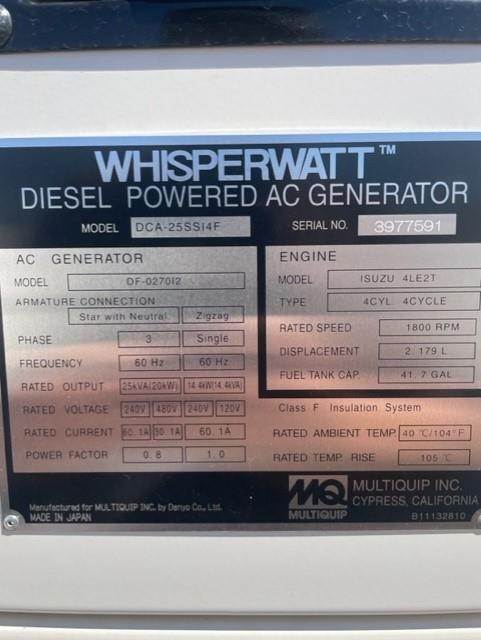 WHISPERWATT™
DIESEL POWERED AC GENERATOR
MODEL DCA-25SSI4F SERIAL NO. 3977591
AC GENERATOR
MODEL DF-0270I2
ARMATURE CONNECTION
Star with Neutral Zigzag
PHASE 3 Single
FREQUENCY 60 Hz 60 Hz
RATED OUTPUT 25kVA(20kW) 14.4kW(14.4kVA)
RATED VOLTAGE 240V 480V 240V 120V
RATED CURRENT 60.1A 30.1A 60.1A
POWER FACTOR 0.8 1.0
ENGINE
MODEL ISUZU 4LE2T
TYPE 4CYL 4CYCLE
RATED SPEED 1800 RPM
DISPLACEMENT 2.179 L
FUEL TANK CAP. 41.7 GAL
Class F Insulation System
RATED AMBIENT TEMP. 40 ℃/104°F
RATED TEMP. RISE 105 ℃
Manufactured for MULTIQUIP INC. by Denyo Co., Ltd.
MADE IN JAPAN
MQ
MULTIQUIP
MULTIQUIP INC.
CYPRESS, CALIFORNIA
B11132810